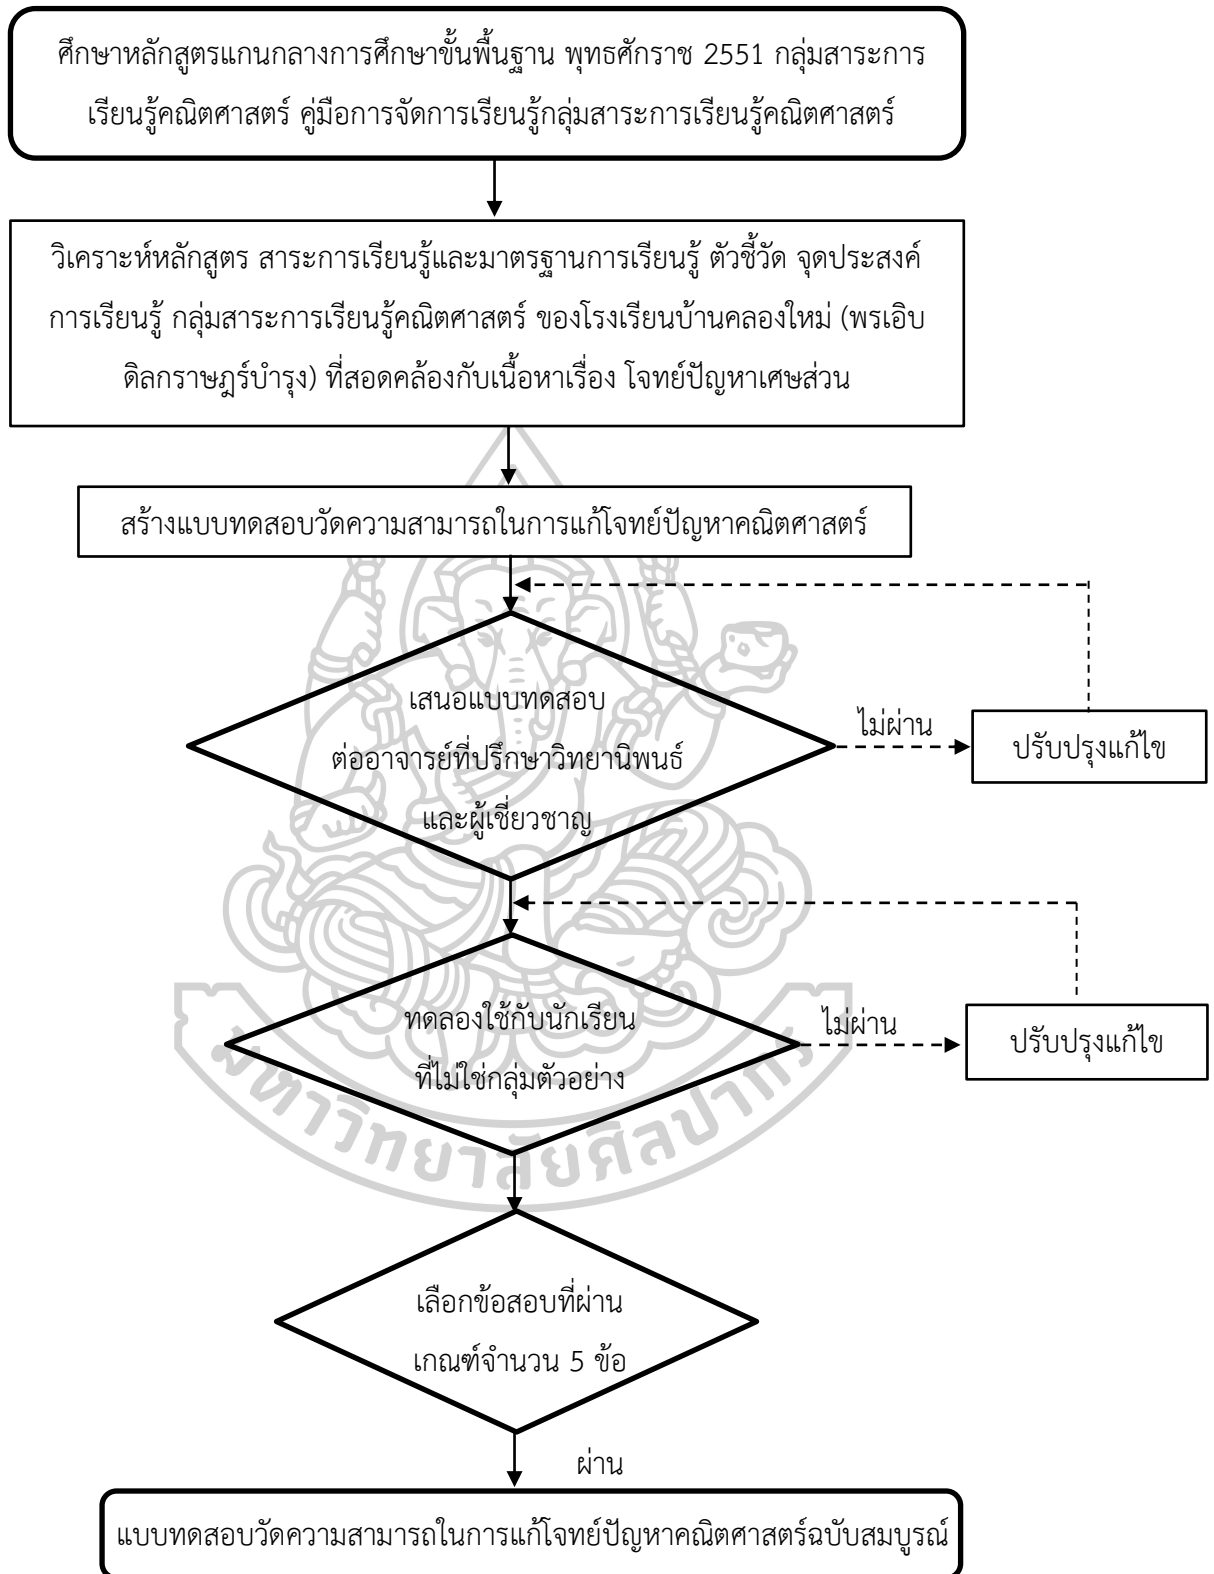 ศึกษาหลักสูตรแกนกลางการศึกษาขั้นพื้นฐาน พุทธศักราช 2551 กลุ่มสาระการ
เรียนรู้คณิตศาสตร์ คู่มือการจัดการเรียนรู้กลุ่มสาระการเรียนรู้คณิตศาสตร์
วิเคราะห์หลักสูตร สาระการเรียนรู้และมาตรฐานการเรียนรู้ ตัวชี้วัด จุดประสงค์
การเรียนรู้ กลุ่มสาระการเรียนรู้คณิตศาสตร์ ของโรงเรียนบ้านคลองใหม่ (พรเอิบ
ดิลกราษฎร์บำรุง) ที่สอดคล้องกับเนื้อหาเรื่อง โจทย์ปัญหาเศษส่วน
สร้างแบบทดสอบวัดความสามารถในการแก้โจทย์ปัญหาคณิตศาสตร์
เสนอแบบทดสอบ
ต่ออาจารย์ที่ปรึกษาวิทยานิพนธ์
และผู้เชี่ยวชาญ
ไม่ผ่าน
ปรับปรุงแก้ไข
ทดลองใช้กับนักเรียน
ที่ไม่ใช่กลุ่มตัวอย่าง
ไม่ผ่าน
ปรับปรุงแก้ไข
มหาวิทยาลัยศิลปากร
เลือกข้อสอบที่ผ่าน
เกณฑ์จำนวน 5 ข้อ
ผ่าน
แบบทดสอบวัดความสามารถในการแก้โจทย์ปัญหาคณิตศาสตร์ฉบับสมบูรณ์